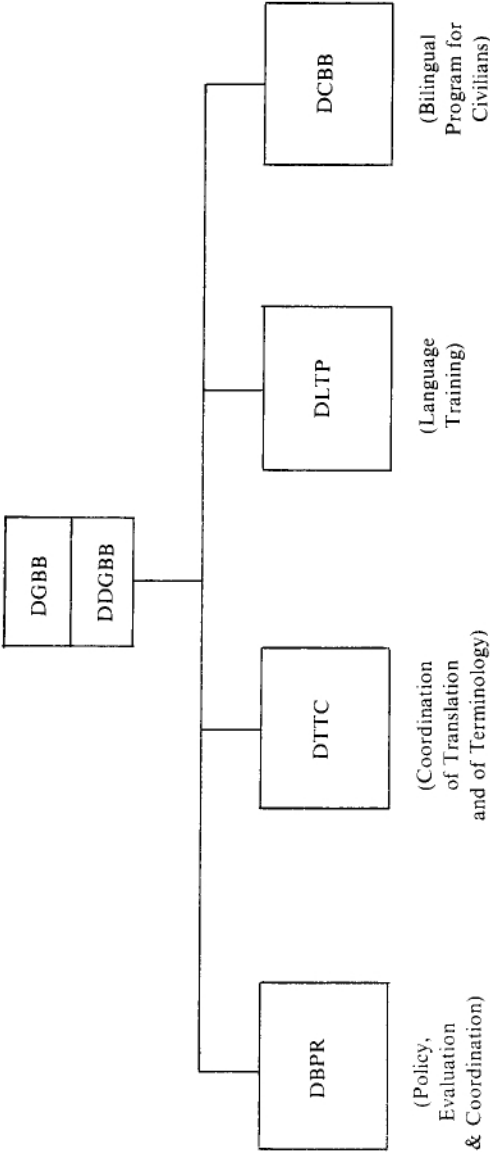 DGBB
DDGBB
DBPR
(Policy,
Evaluation
& Coordination)
DTTC
(Coordination
of Translation
and of Terminology)
DLTP
(Language
Training)
DCBB
(Bilingual
Program for
Civilians)